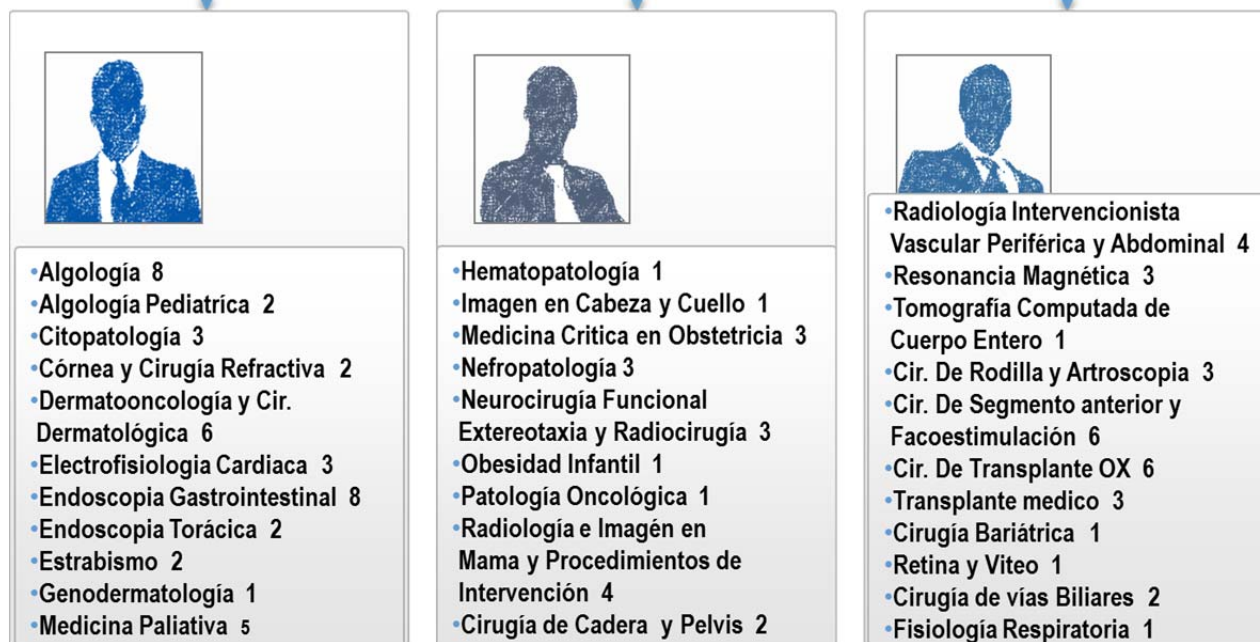 •Algología 8
•Algología Pediatríca 2
•Citopatología 3
•Córnea y Cirugía Refractiva 2
•Dermatooncología y Cir.
Dermatológica 6
•Electrofisiologia Cardiaca 3
•Endoscopia Gastrointestinal 8
•Endoscopia Torácica 2
•Estrabismo 2
•Genodermatología 1
•Medicina Paliativa 5
•Hematopatología 1
•Imagen en Cabeza y Cuello 1
•Medicina Critica en Obstetricia 3
•Nefropatología 3
•Neurocirugía Funcional
Extereotaxia y Radiocirugía 3
•Obesidad Infantil 1
•Patología Oncológica 1
•Radiología e Imagén en
Mama y Procedimientos de
Intervención 4
•Cirugía de Cadera y Pelvis 2
•Radiología Intervencionista
Vascular Periférica y Abdominal 4
•Resonancia Magnética 3
•Tomografía Computada de
Cuerpo Entero 1
•Cir. De Rodilla y Artroscopia 3
•Cir. De Segmento anterior y
Facoestimulación 6
•Cir. De Transplante OX 6
•Transplante medico 3
•Cirugía Bariátrica 1
•Retina y Viteo 1
•Cirugía de vías Biliares 2
•Fisiología Respiratoria 1